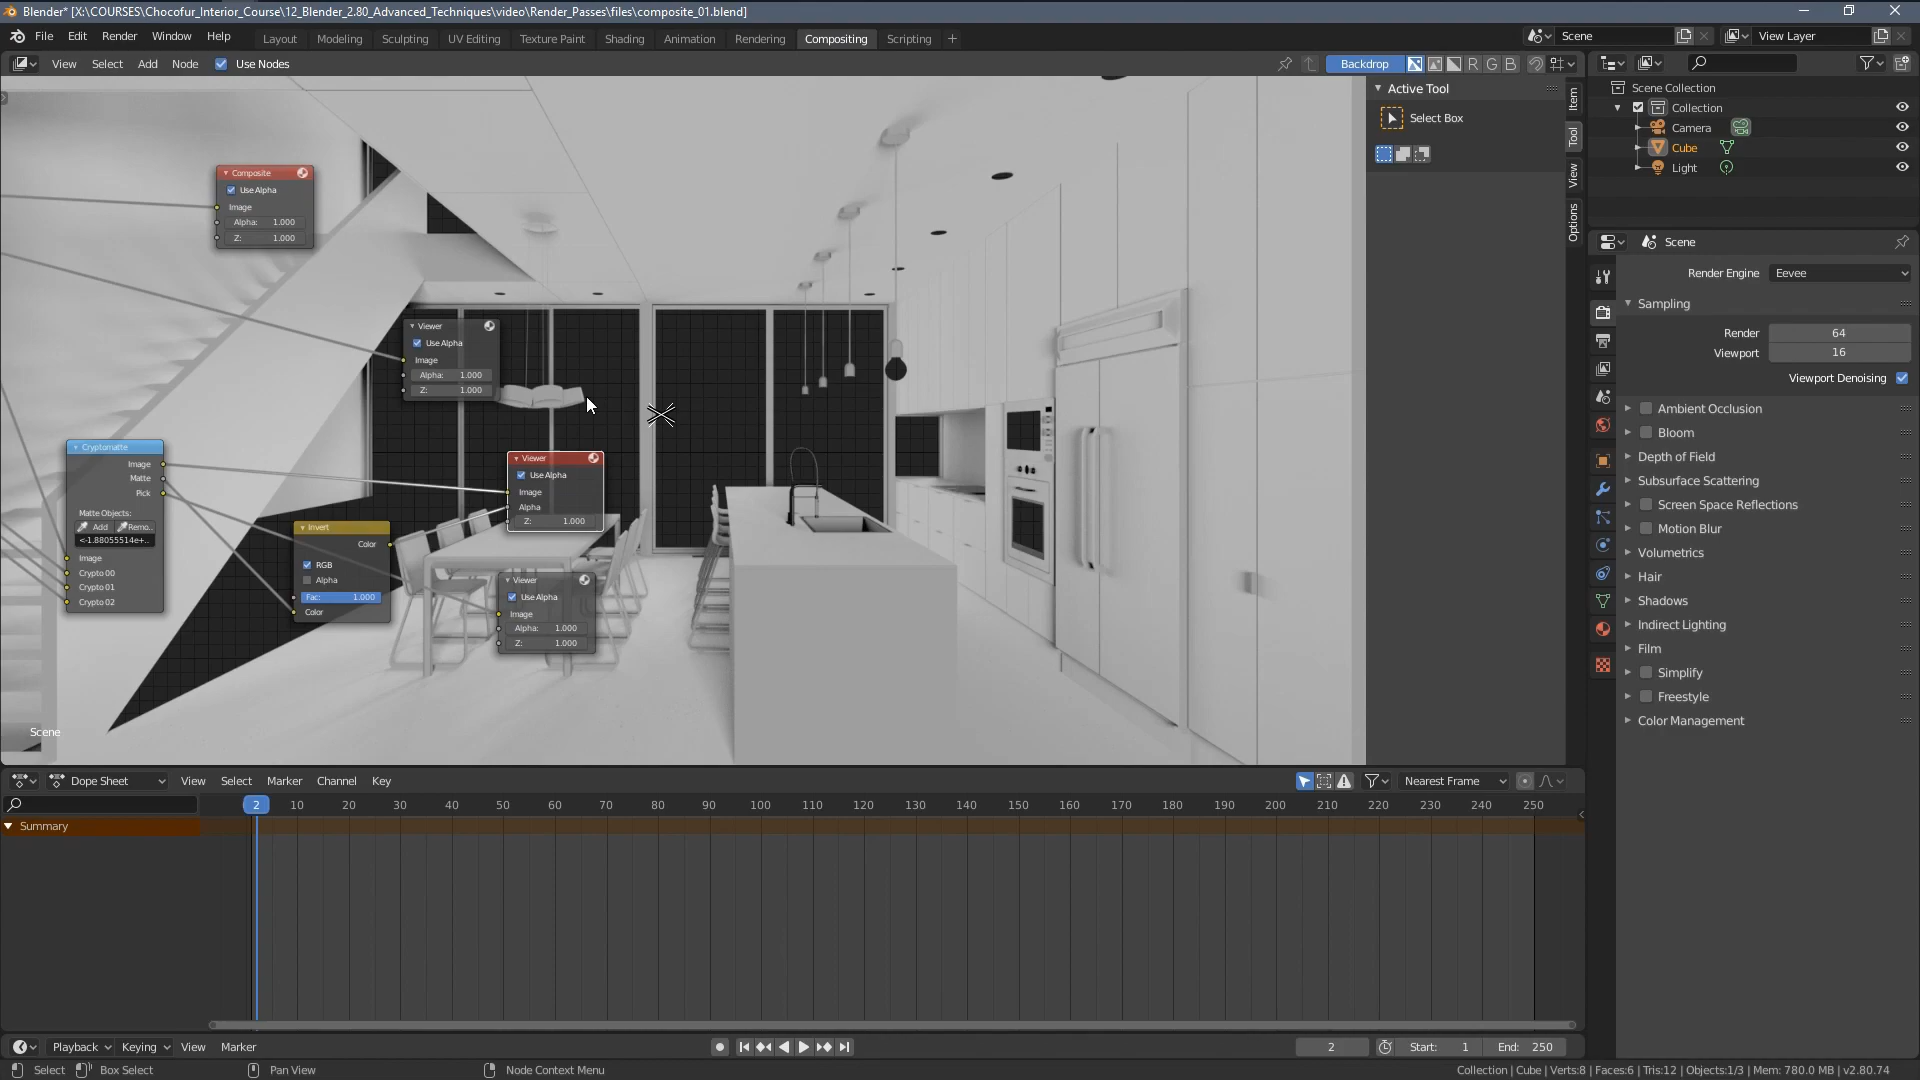 Blender* [X:\COURSES\Chocofur_Interior_Course\12_Blender_2.80_Advanced_Techniques\video\Render_Passes\files\composite_01.blend]
File Edit Render Window Help
Layout Modeling Sculpting UV Editing Texture Paint Shading Animation Rendering Compositing Scripting +
Scene
View Layer
View Select Add Node Use Nodes
Backdrop R G B
Active Tool
Select Box
Item
Tool
View
Options
Scene Collection
Collection
Camera
Cube
Light
Scene
Render Engine Eevee
Sampling
Render 64
Viewport 16
Viewport Denoising
Ambient Occlusion
Bloom
Depth of Field
Subsurface Scattering
Screen Space Reflections
Motion Blur
Volumetrics
Hair
Shadows
Indirect Lighting
Film
Simplify
Freestyle
Color Management
Composite
Use Alpha
Image
Alpha: 1.000
Z: 1.000
Viewer
Use Alpha
Image
Alpha: 1.000
Z: 1.000
Cryptomatte
Image
Matte
Pick
Matte Objects:
Add Remo..
<-1.88055514e+..
Image
Crypto 00
Crypto 01
Crypto 02
Invert
Color
RGB
Alpha
Fac: 1.000
Color
Viewer
Use Alpha
Image
Alpha
Z: 1.000
Viewer
Use Alpha
Image
Alpha: 1.000
Z: 1.000
Scene
Dope Sheet View Select Marker Channel Key
Nearest Frame
2 10 20 30 40 50 60 70 80 90 100 110 120 130 140 150 160 170 180 190 200 210 220 230 240 250
Summary
Playback Keying View Marker
2 Start: 1 End: 250
Select Box Select Pan View Node Context Menu
Collection | Cube | Verts:8 | Faces:6 | Tris:12 | Objects:1/3 | Mem: 780.0 MB | v2.80.74